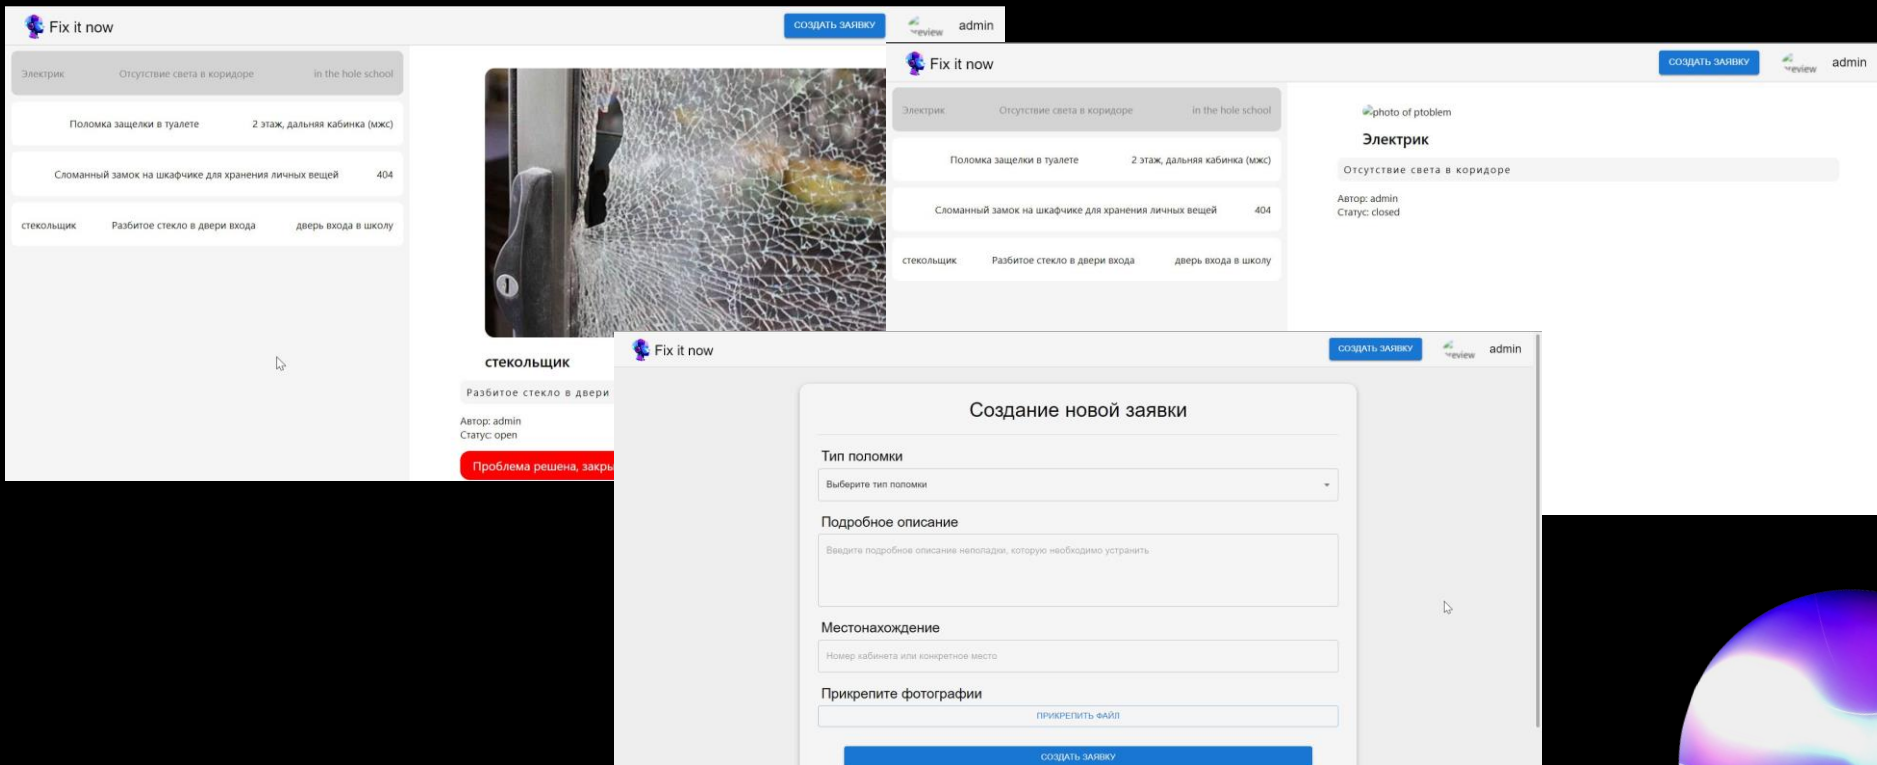 Fix it now
СОЗДАТЬ ЗАЯВКУ
admin
Электрик Отсутствие света в коридоре in the hole school
Поломка защелки в туалете 2 этаж, дальняя кабинка (мжс)
Сломанный замок на шкафчике для хранения личных вещей 404
стекольщик Разбитое стекло в двери входа дверь входа в школу
стекольщик
Разбитое стекло в двери
Автор: admin
Статус: open
Проблема решена, закры
Fix it now
СОЗДАТЬ ЗАЯВКУ
admin
Электрик Отсутствие света в коридоре in the hole school
Поломка защелки в туалете 2 этаж, дальняя кабинка (мжс)
Сломанный замок на шкафчике для хранения личных вещей 404
стекольщик Разбитое стекло в двери входа дверь входа в школу
photo of ptoblem
Электрик
Отсутствие света в коридоре
Автор: admin
Статус: closed
Fix it now
СОЗДАТЬ ЗАЯВКУ
admin
Создание новой заявки
Тип поломки
Выберите тип поломки
Подробное описание
Введите подробное описание неполадки, которую необходимо устранить
Местонахождение
Номер кабинета или конкретное место
Прикрепите фотографии
ПРИКРЕПИТЬ ФАЙЛ
СОЗДАТЬ ЗАЯВКУ